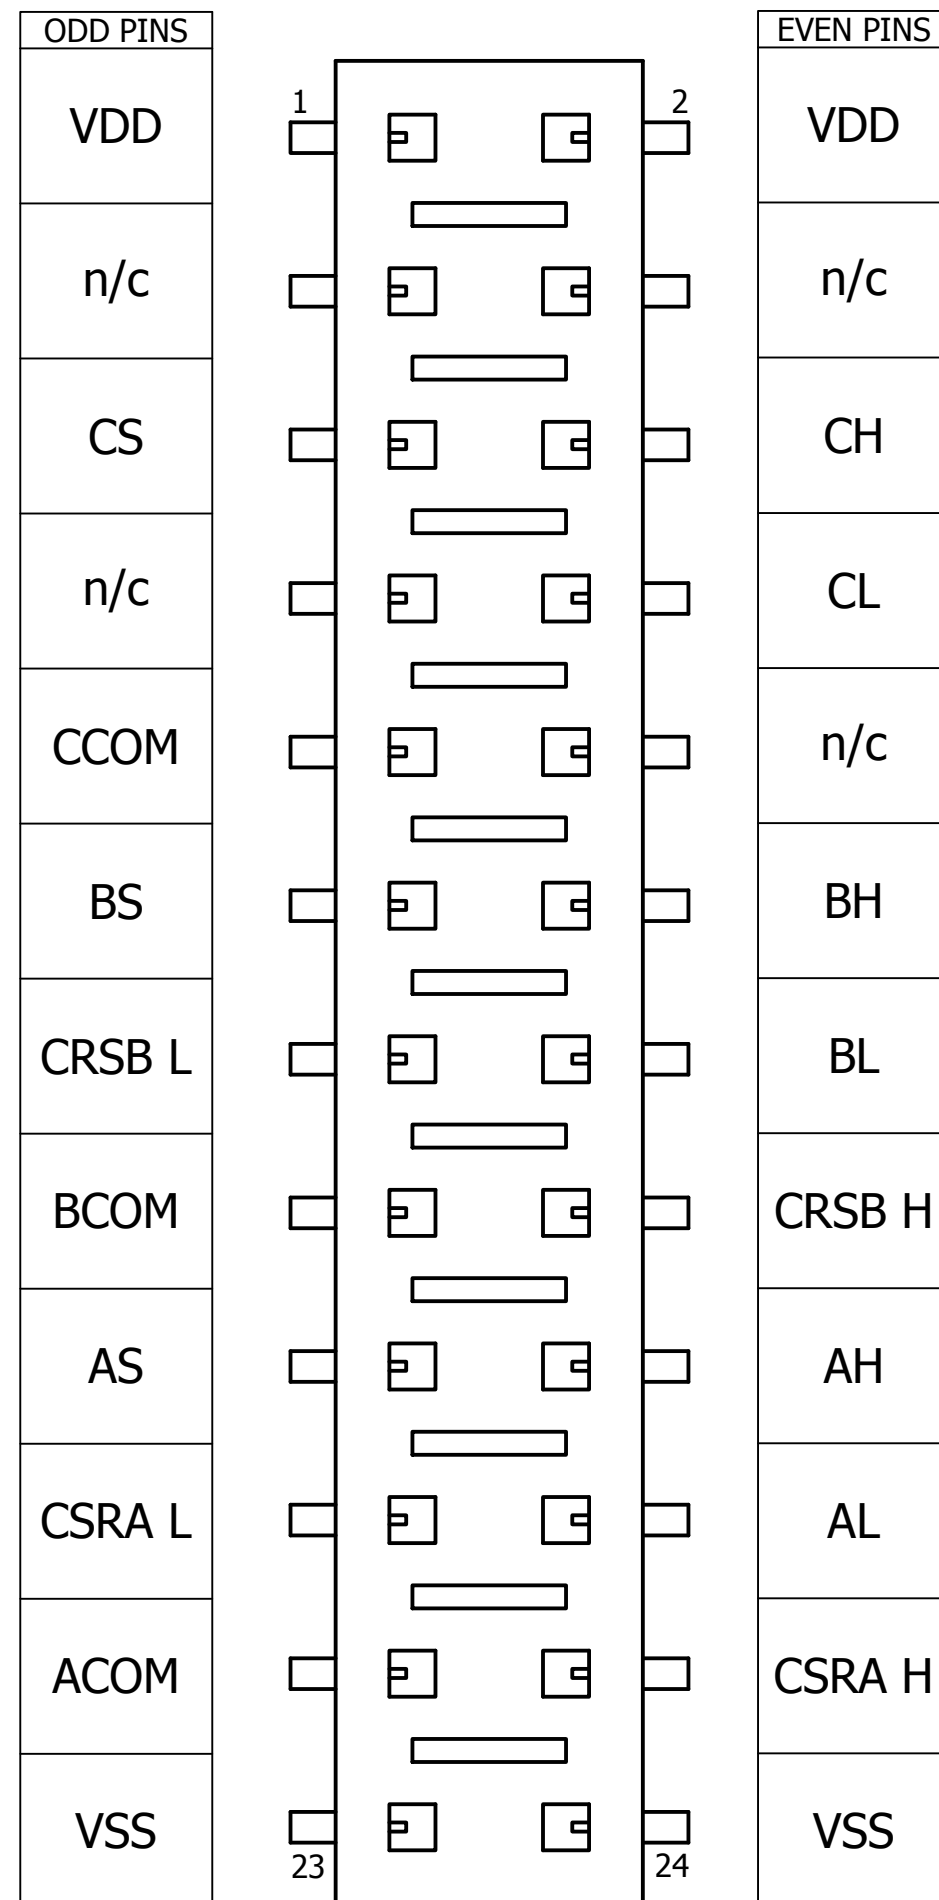 ODD PINS EVEN PINS
1 2
VDD VDD
n/c n/c
CS CH
n/c CL
CCOM n/c
BS BH
CRSB L BL
BCOM CRSB H
AS AH
CSRA L AL
ACOM CSRA H
VSS VSS
23 24